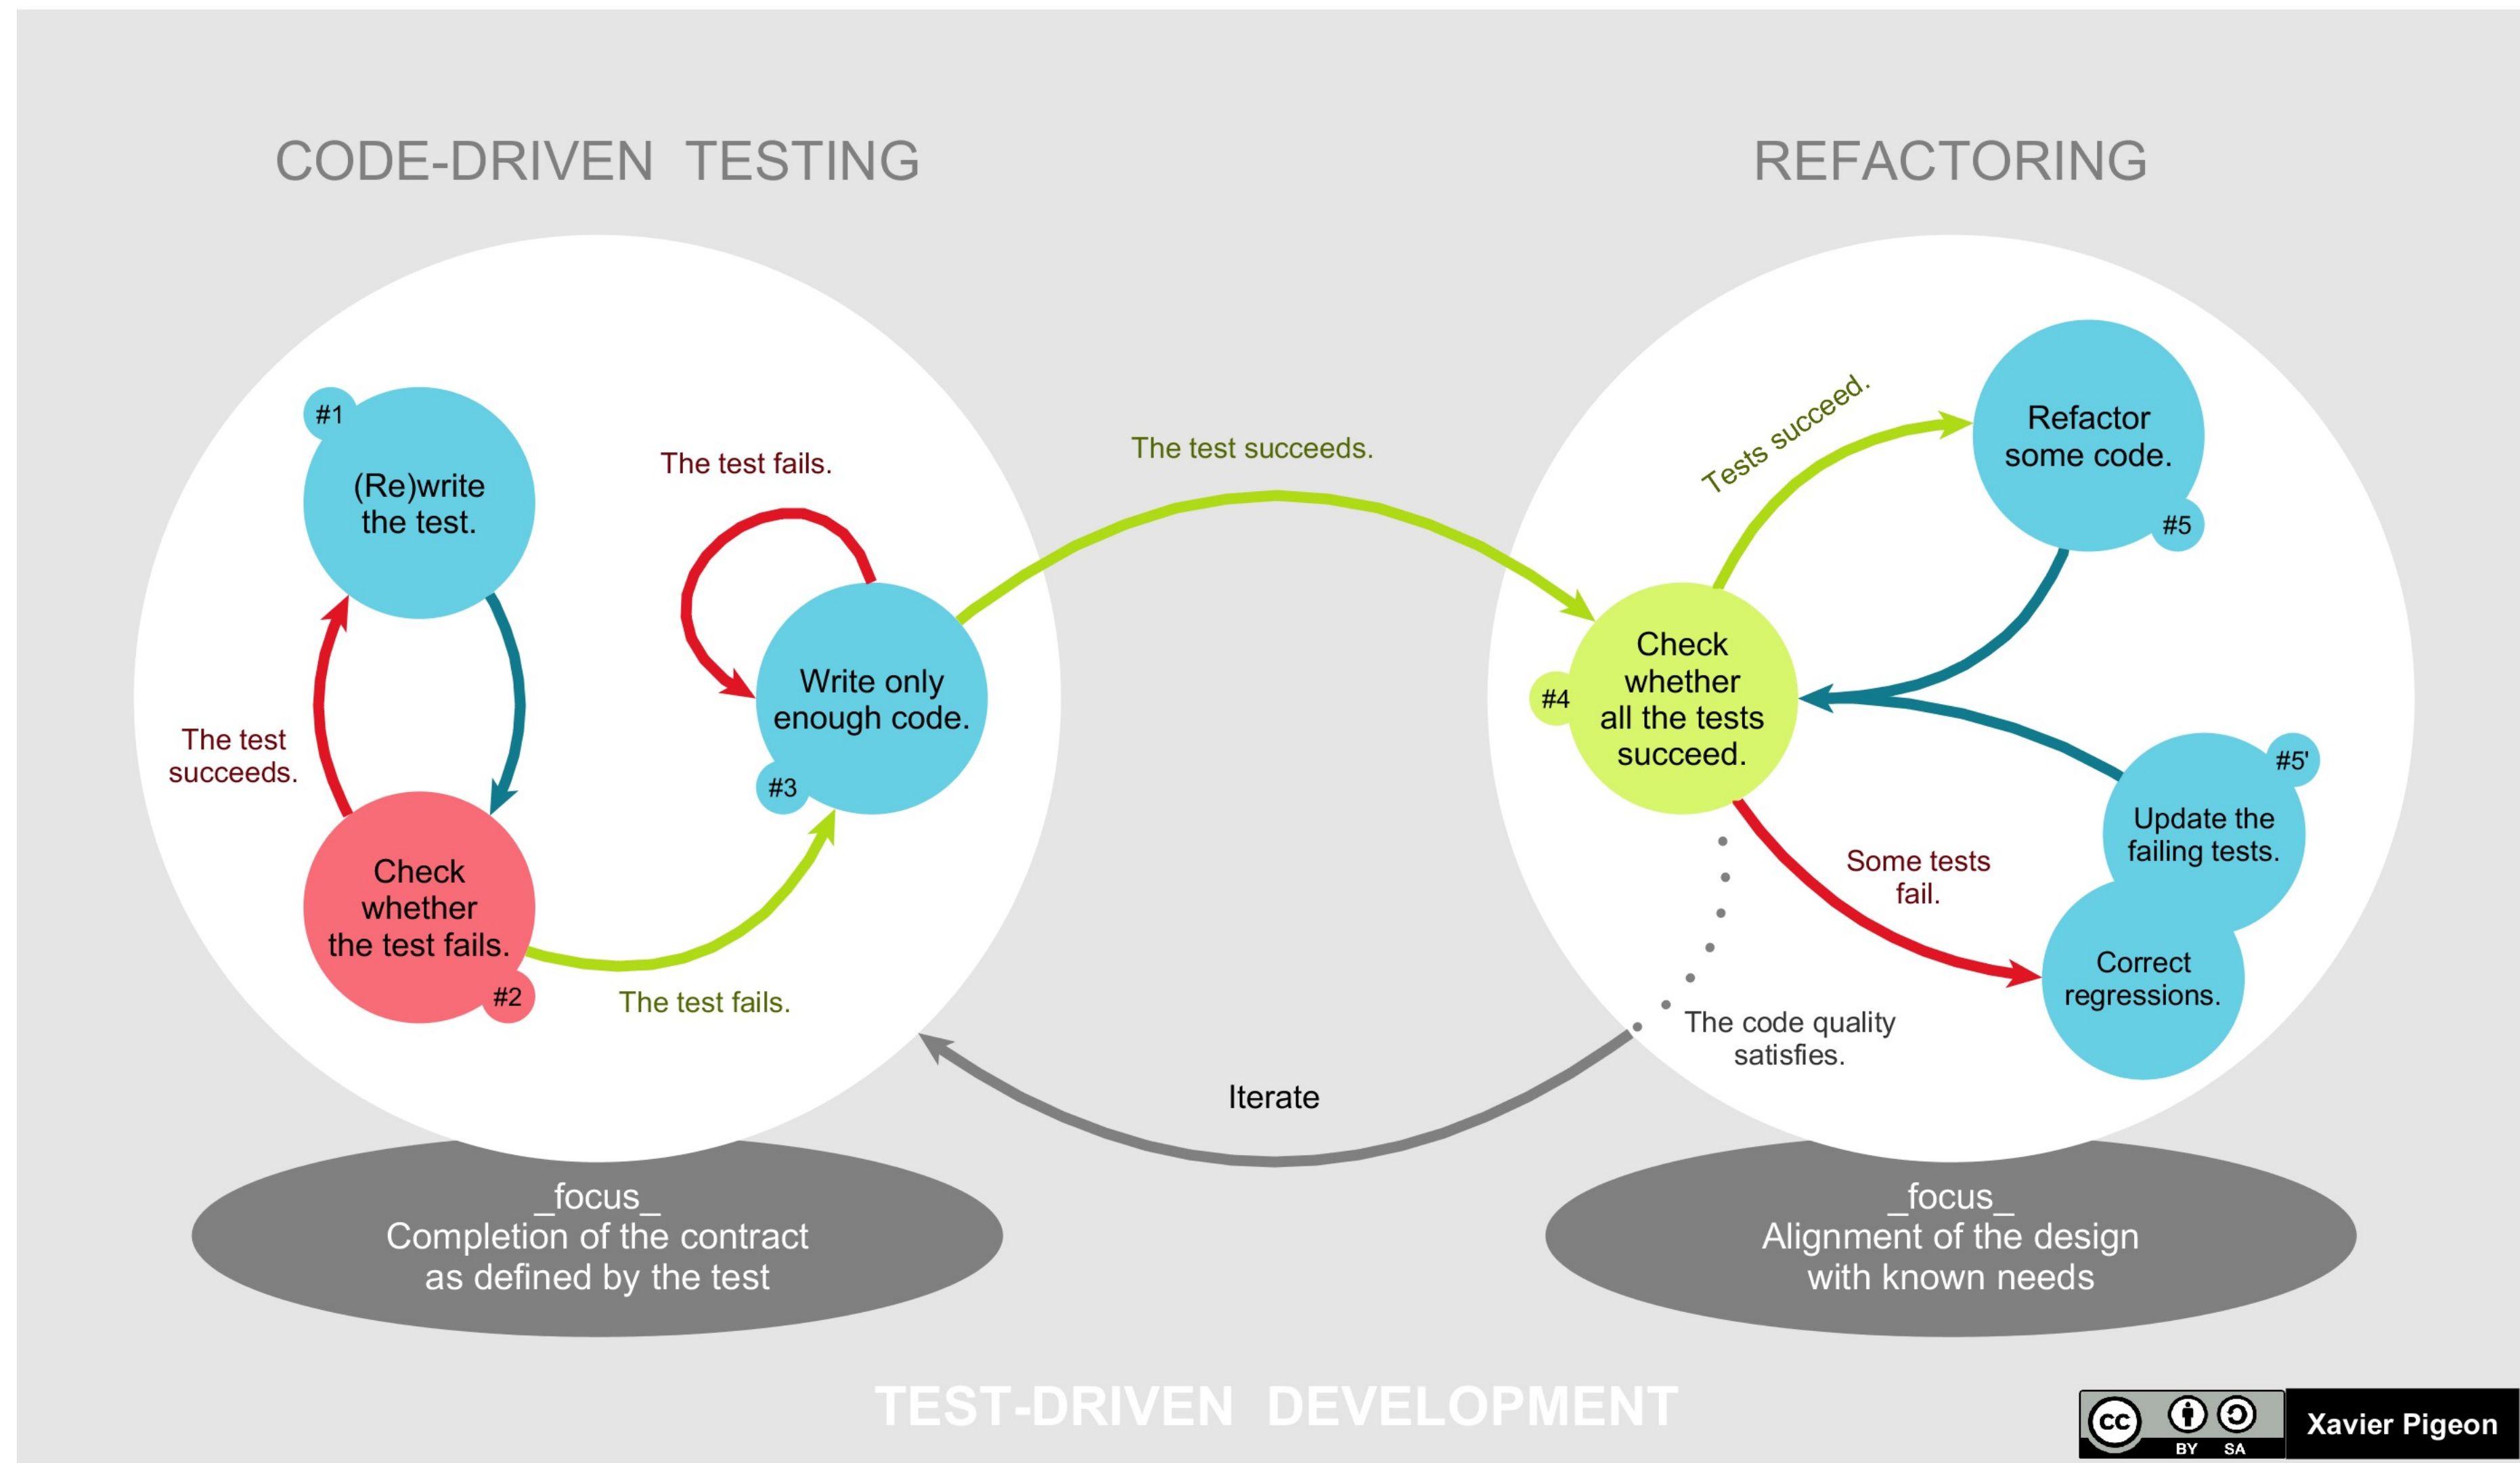 CODE-DRIVEN TESTING
#1
(Re)write
the test.
The test
succeeds.
Check
whether
the test fails.
#2
The test fails.
The test fails.
Write only
enough code.
#3
The test succeeds.
REFACTORING
Tests succeed.
Refactor
some code.
#5
Check
whether
all the tests
succeed.
#4
#5'
Update the
failing tests.
Some tests
fail.
Correct
regressions.
The code quality
satisfies.
Iterate
_focus_
Completion of the contract
as defined by the test
_focus_
Alignment of the design
with known needs
TEST-DRIVEN DEVELOPMENT
cc
BY SA
Xavier Pigeon